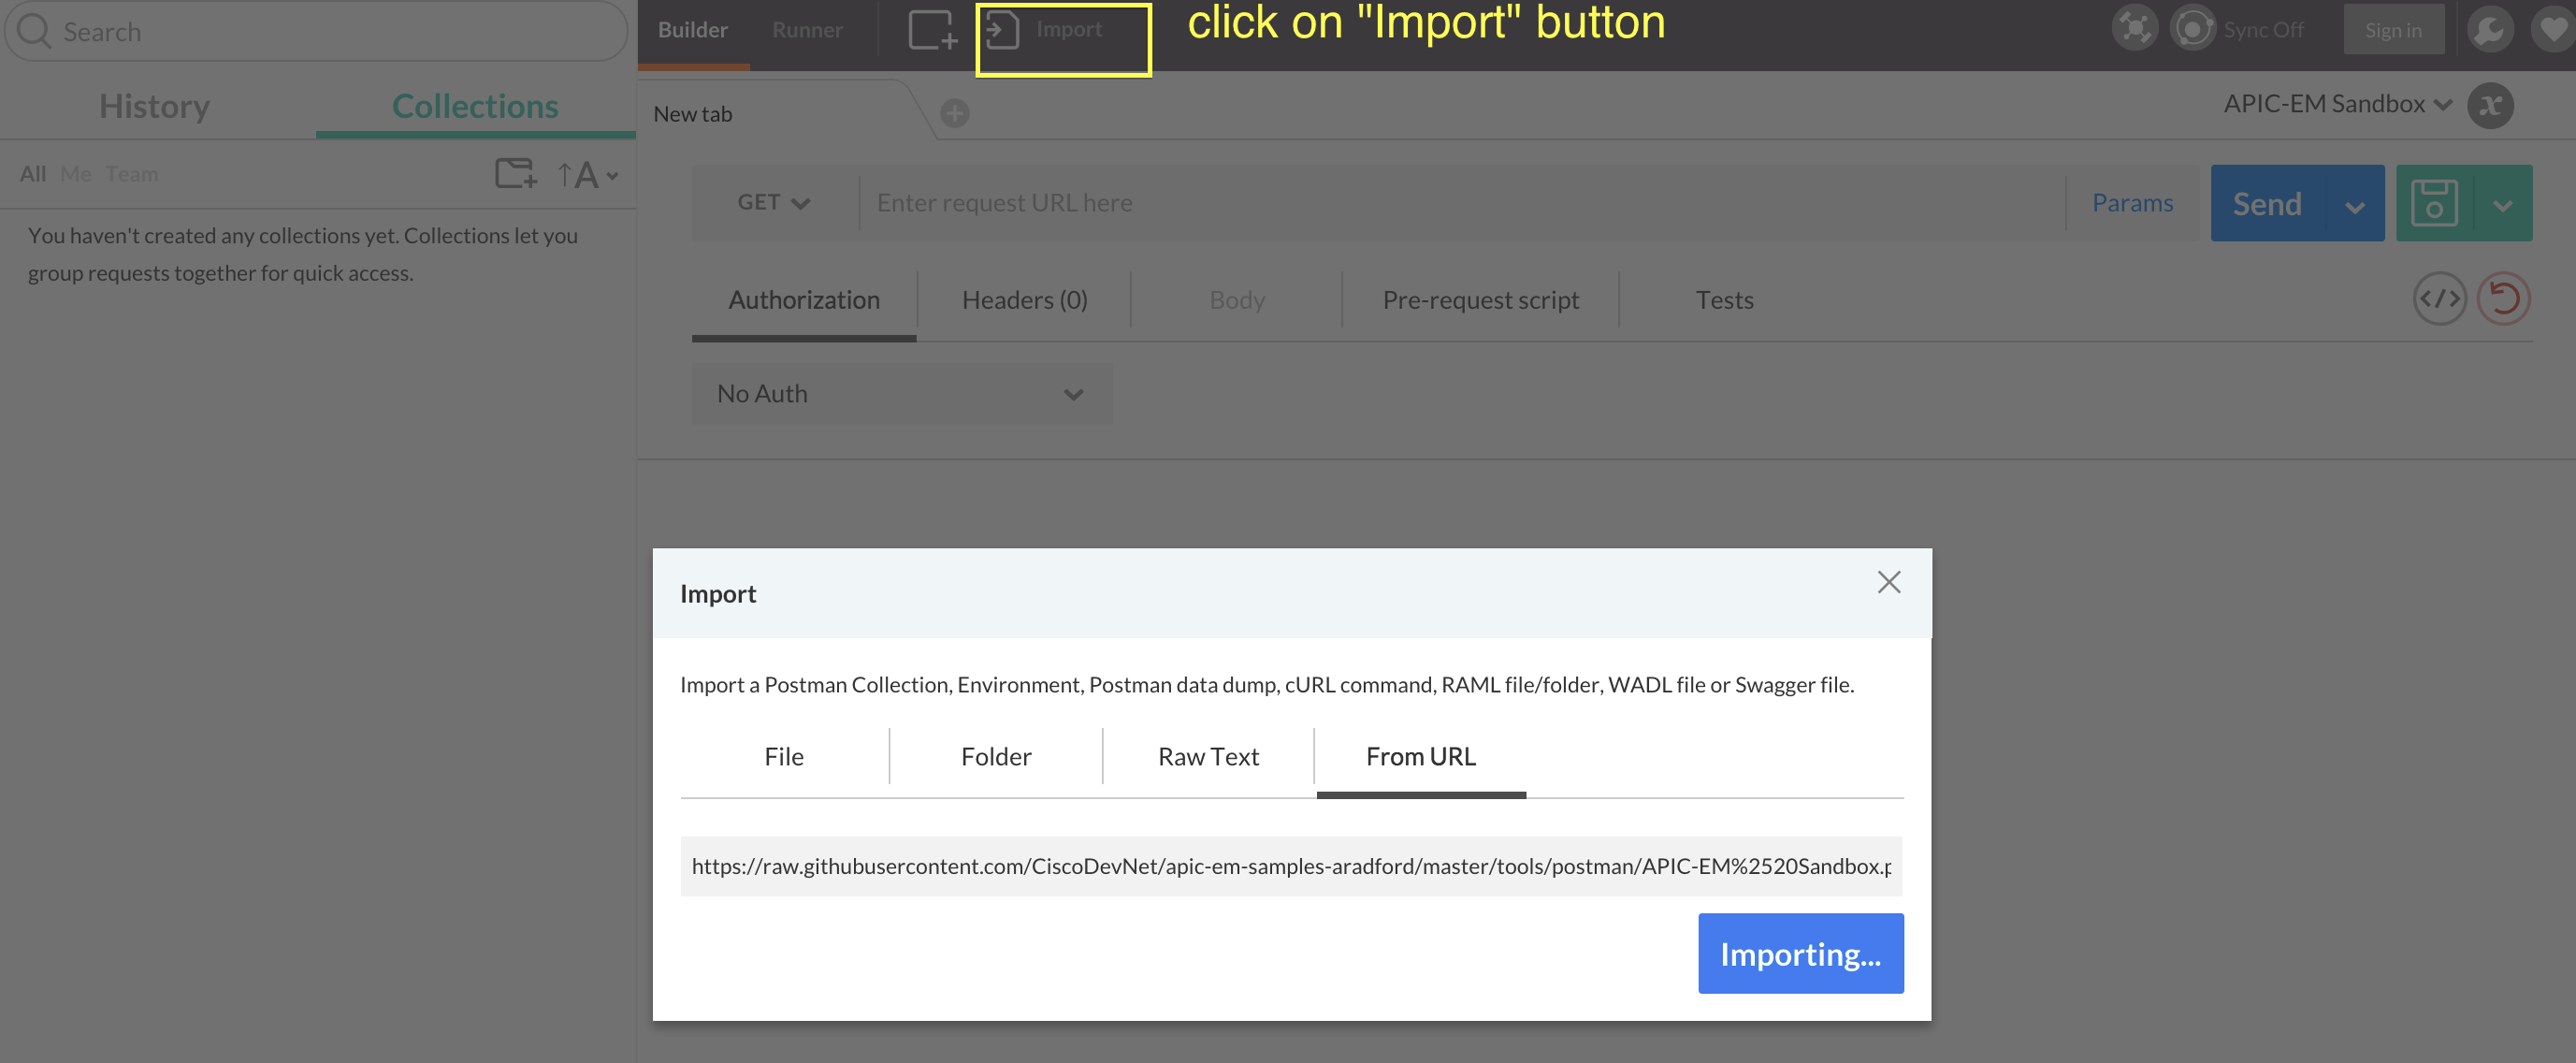 Search
Builder
Runner
Import
click on "Import" button
Sync Off
Sign in
History
Collections
New tab
APIC-EM Sandbox
All Me Team
↑A
You haven't created any collections yet. Collections let you
group requests together for quick access.
GET
Enter request URL here
Params
Send
Authorization
Headers (0)
Body
Pre-request script
Tests
No Auth
Import
Import a Postman Collection, Environment, Postman data dump, cURL command, RAML file/folder, WADL file or Swagger file.
File
Folder
Raw Text
From URL
https://raw.githubusercontent.com/CiscoDevNet/apic-em-samples-aradford/master/tools/postman/APIC-EM%2520Sandbox.p
Importing...